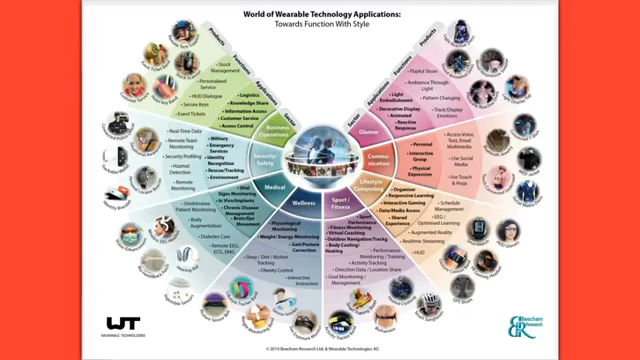 World of Wearable Technology Applications:
Towards Function With Style
Products
Functions
Applications
Sector
• Stock
Management
• Personalised
Service
• HUD Dialogue
• Secure Keys
• Event Tickets
• Logistics
• Knowledge Share
• Information Access
• Customer Service
• Access Control
Business
Operations
• Real-Time Data
• Remote Team
Monitoring
• Security Profiling
• Hazmat
Detection
• Remote
Monitoring
• Military
• Emergency
Services
• Identity
Recognition
• Rescue/Tracking
• Environment
Security/
Safety
• Unobtrusive
Patient Monitoring
• Body
Augmentation
• Diabetes Care
• Remote EEG,
ECG, EMG
• Vital
Signs Monitoring
• In Vivo/Implants
• Chronic Disease
Management
• Brain/Eye
Movement
Medical
• Sleep / Diet / Motion
Tracking
• Obesity Control
• Interactive
Instruction
• Physiological
Monitoring
• Weight/Energy Monitoring
• Gait/Posture
Correction
Wellness
Sport /
Fitness
• Sport
Performance
• Fitness Monitoring
• Virtual Coaching
• Outdoor Navigation/Tracking
• Body Cooling/
Heating
• Performance
Monitoring / Training
• Activity Tracking
• Direction Data / Location Share
• Goal Monitoring /
Management
Lifestyle
Computing
• Organiser
• Responsive Learning
• Interactive Gaming
• Data/Media Access
• Shared
Experience
• Schedule
Management
• EEG /
Optimised Learning
• Augmented Reality
• Realtime Streaming
• HUD
Commu-
nication
• Personal
• Interactive
Group
• Physical
Expression
• Access Voice,
Text, Email
Multimedia
• Use Social
Media
• Use Touch
& Hugs
Glamor
• Light
Embellishment
• Decorative Display
• Animated
• Reactive
Response
• Playful Show
• Ambience Through
Light
• Pattern Changing
• Track/Display
Emotions
Sector
Applications
Functions
Products
WT
WEARABLE TECHNOLOGIES
Beecham
Research
© 2014 Beecham Research Ltd. & Wearable Technologies AG